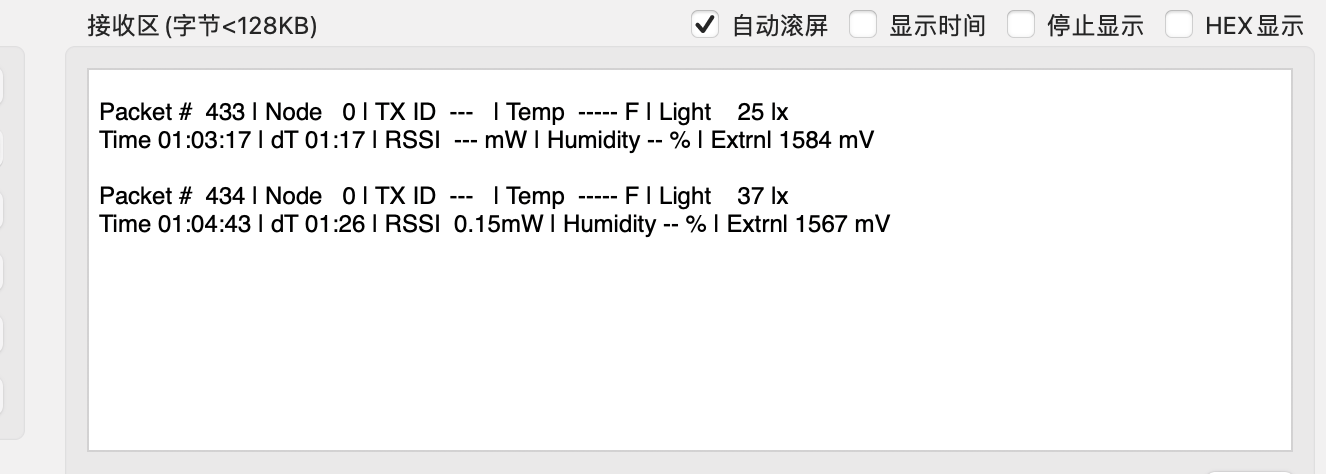 接收区(字节<128KB)
自动滚屏 显示时间 停止显示 HEX显示
Packet #  433 | Node   0 | TX ID  ---   | Temp  ----- F | Light    25 lx
Time 01:03:17 | dT 01:17 | RSSI  --- mW | Humidity -- % | Extrnl 1584 mV
Packet #  434 | Node   0 | TX ID  ---   | Temp  ----- F | Light    37 lx
Time 01:04:43 | dT 01:26 | RSSI  0.15mW | Humidity -- % | Extrnl 1567 mV